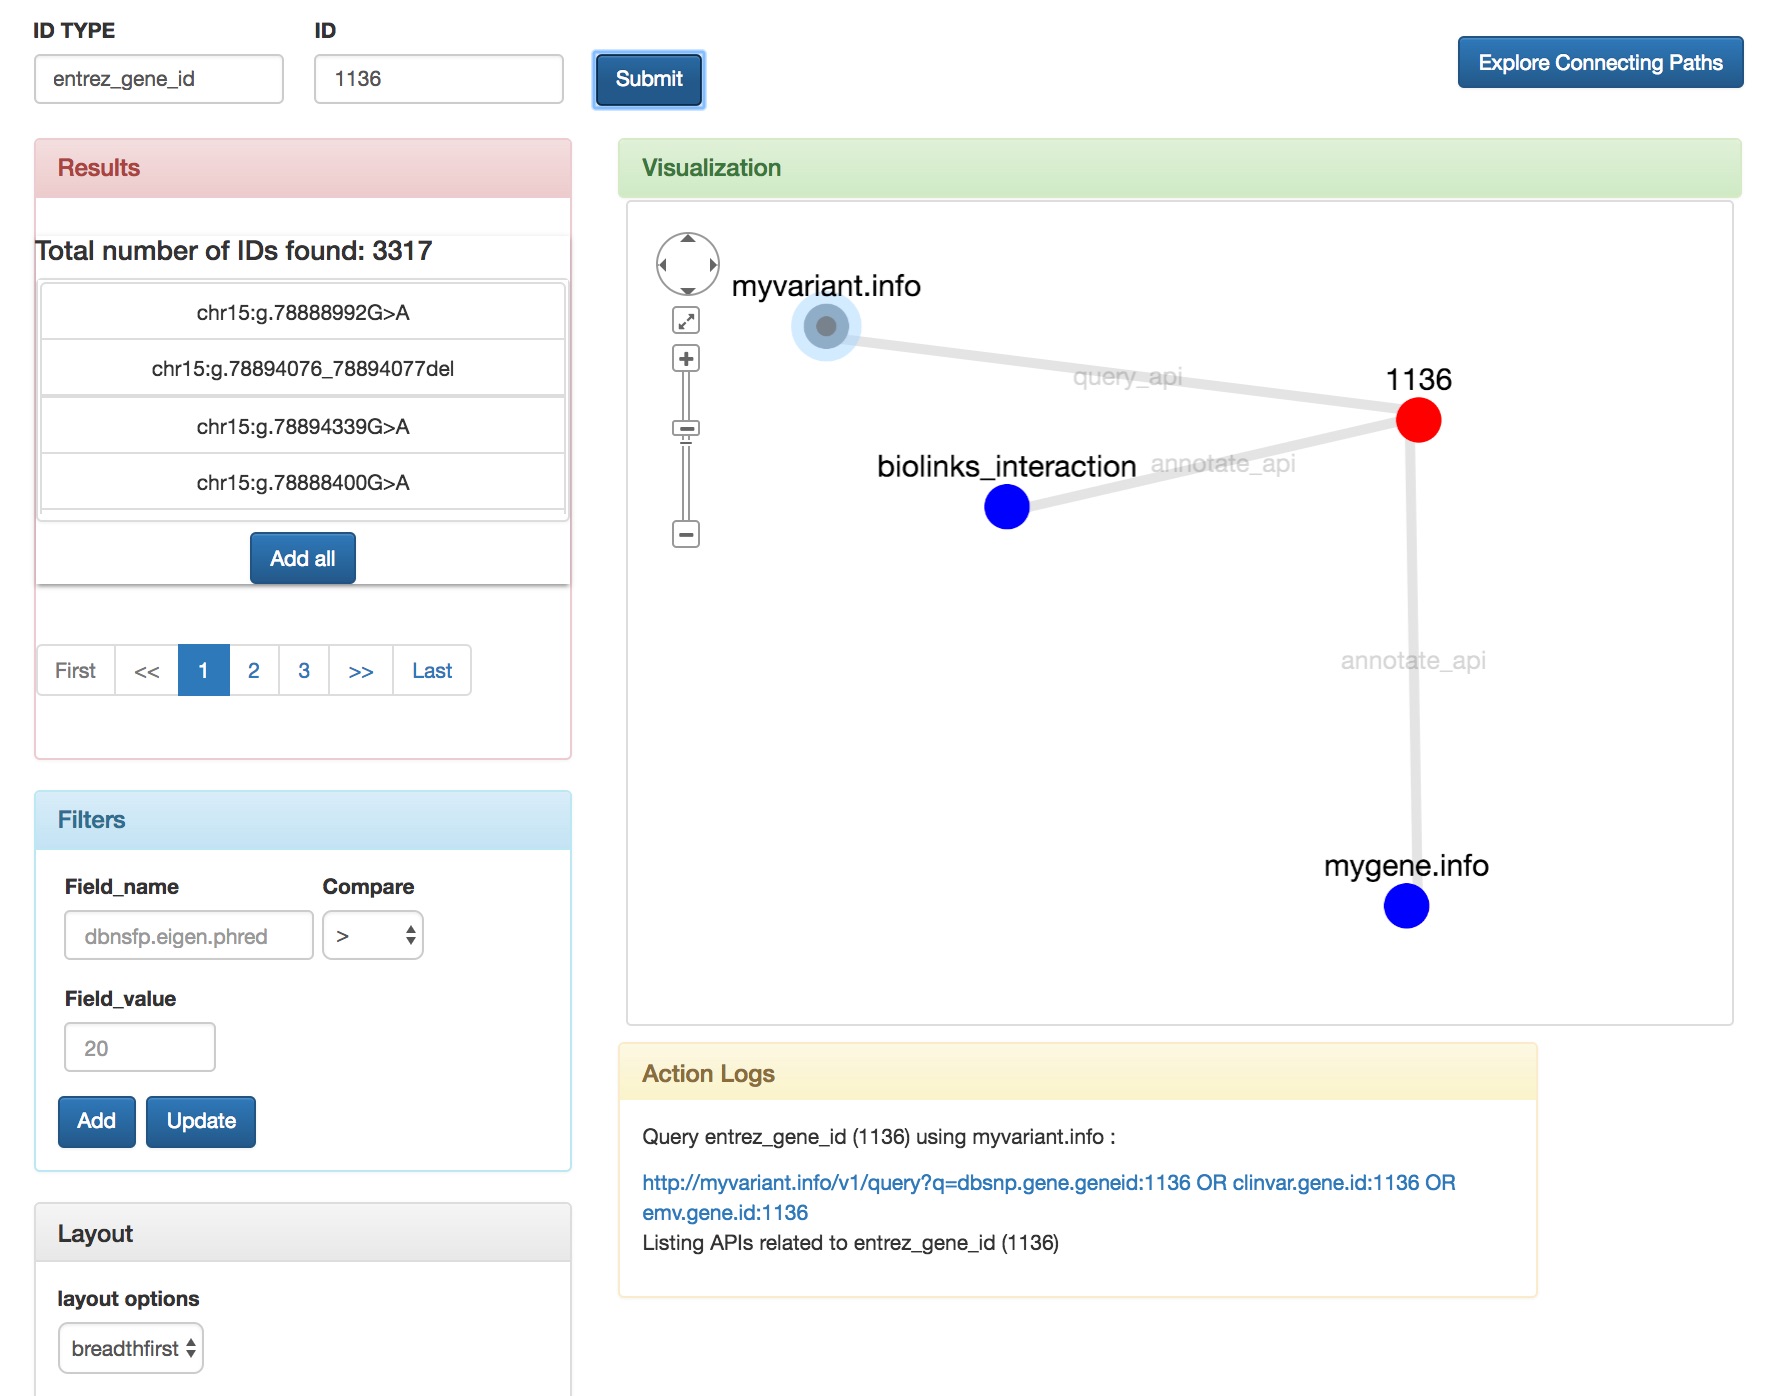 ID TYPE
ID
entrez_gene_id
1136
Submit
Explore Connecting Paths
Results
Total number of IDs found: 3317
chr15:g.78888992G>A
chr15:g.78894076_78894077del
chr15:g.78894339G>A
chr15:g.78888400G>A
Add all
First << 1 2 3 >> Last
Filters
Field_name
Compare
dbnsfp.eigen.phred
>
Field_value
20
Add
Update
Layout
layout options
breadthfirst
Visualization
myvariant.info
query_api
1136
biolinks_interaction
annotate_api
annotate_api
mygene.info
Action Logs
Query entrez_gene_id (1136) using myvariant.info :
http://myvariant.info/v1/query?q=dbsnp.gene.geneid:1136 OR clinvar.gene.id:1136 OR
emv.gene.id:1136
Listing APIs related to entrez_gene_id (1136)